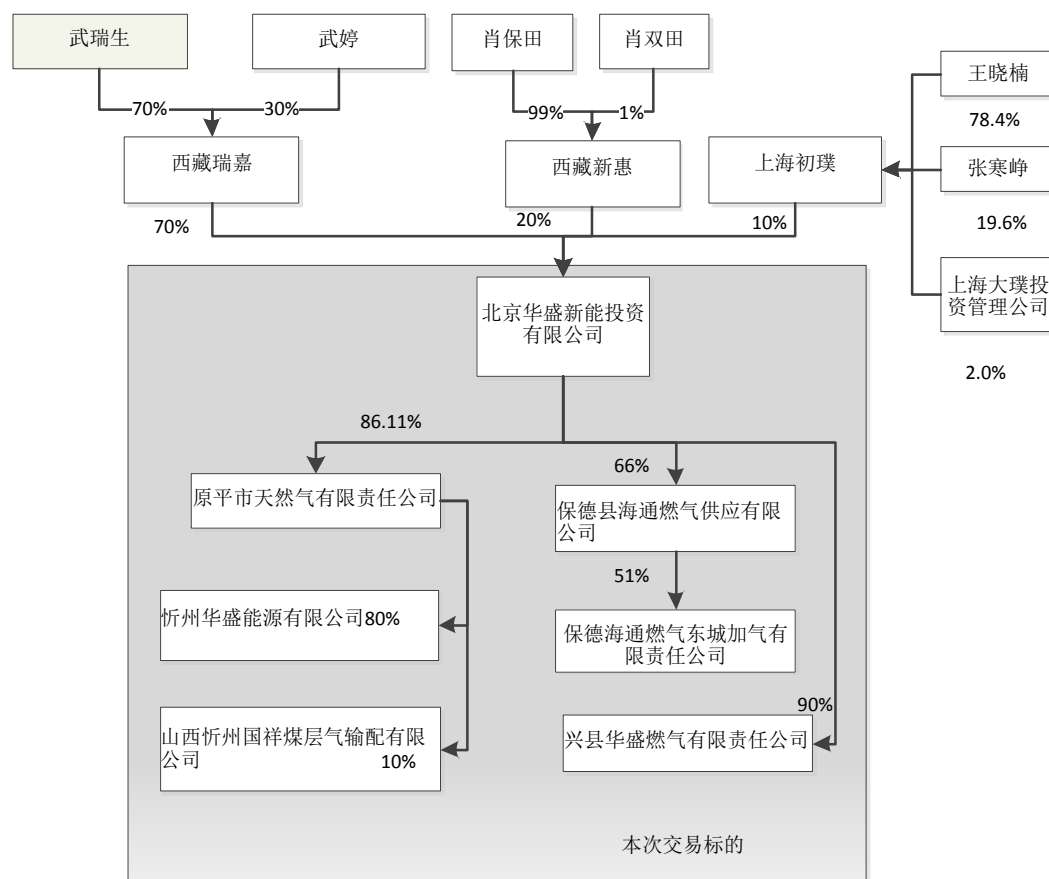 武瑞生
武婷
肖保田
肖双田
王晓楠
70%
30%
99%
1%
78.4%
西藏瑞嘉
西藏新惠
上海初璞
张寒峥
70%
20%
10%
19.6%
上海大璞投
资管理公司
2.0%
北京华盛新能投资
有限公司
86.11%
66%
原平市天然气有限责任公司
保德县海通燃气供应有限
公司
51%
忻州华盛能源有限公司80%
保德海通燃气东城加气有
限责任公司
90%
山西忻州国祥煤层气输配有限
公司
10%
兴县华盛燃气有限责任公司
本次交易标的